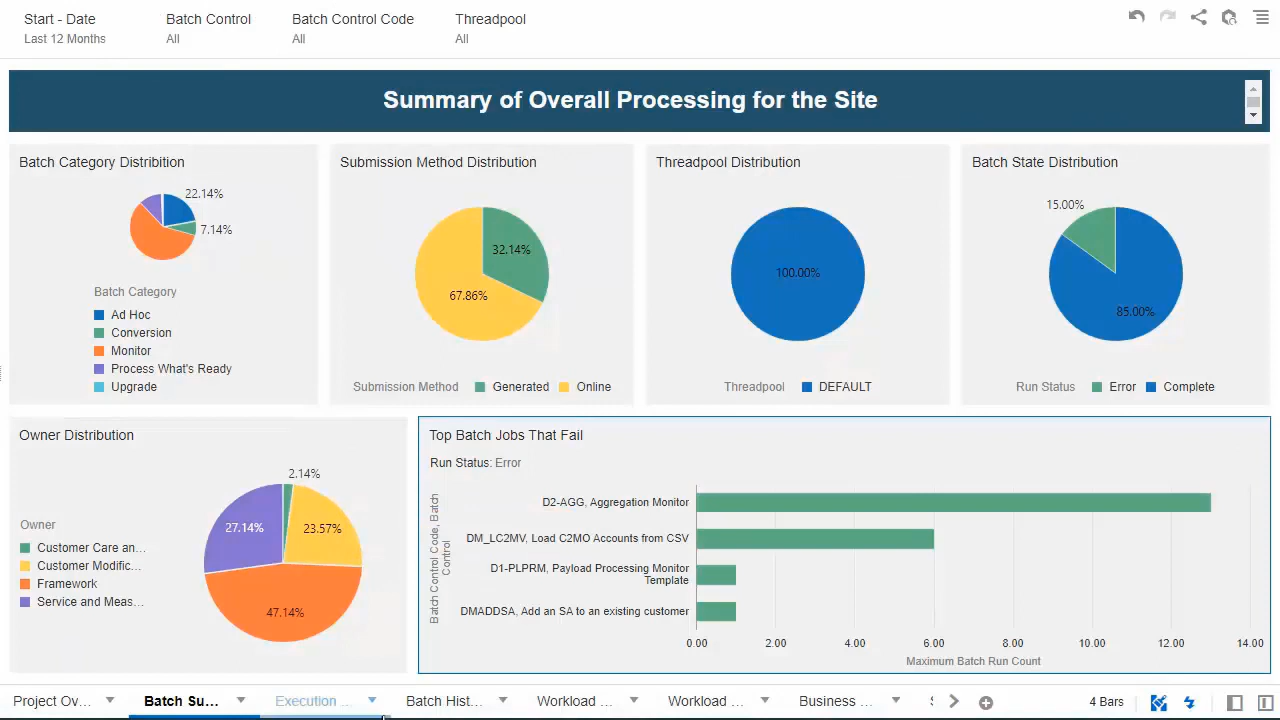 Start - Date
Last 12 Months
Batch Control
All
Batch Control Code
All
Threadpool
All
Summary of Overall Processing for the Site
Batch Category Distribition
22.14%
7.14%
Batch Category
Ad Hoc
Conversion
Monitor
Process What's Ready
Upgrade
Submission Method Distribution
32.14%
67.86%
Submission Method
Generated
Online
Threadpool Distribution
100.00%
Threadpool
DEFAULT
Batch State Distribution
15.00%
85.00%
Run Status
Error
Complete
Owner Distribution
Owner
Customer Care an...
Customer Modific...
Framework
Service and Meas...
2.14%
27.14%
23.57%
47.14%
Top Batch Jobs That Fail
Run Status: Error
Batch Control Code, Batch
Control
D2-AGG, Aggregation Monitor
DM_LC2MV, Load C2MO Accounts from CSV
D1-PLPRM, Payload Processing Monitor
Template
DMADDSA, Add an SA to an existing customer
0.00 2.00 4.00 6.00 8.00 10.00 12.00 14.00
Maximum Batch Run Count
Project Ov...
Batch Su...
Execution ...
Batch Hist...
Workload ...
Workload ...
Business ...
4 Bars